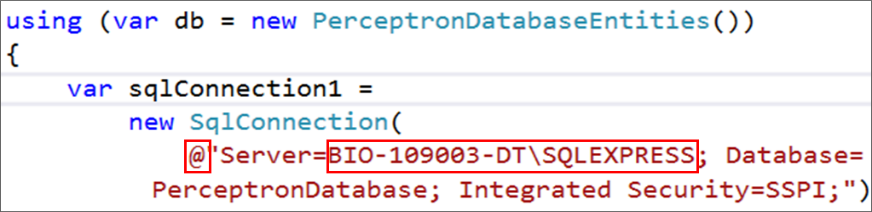 using (var db = new PerceptronDatabaseEntities())
{
var sqlConnection1 =
new SqlConnection(
@"Server=BIO-109003-DT\SQLEXPRESS; Database=
PerceptronDatabase; Integrated Security=SSPI;")